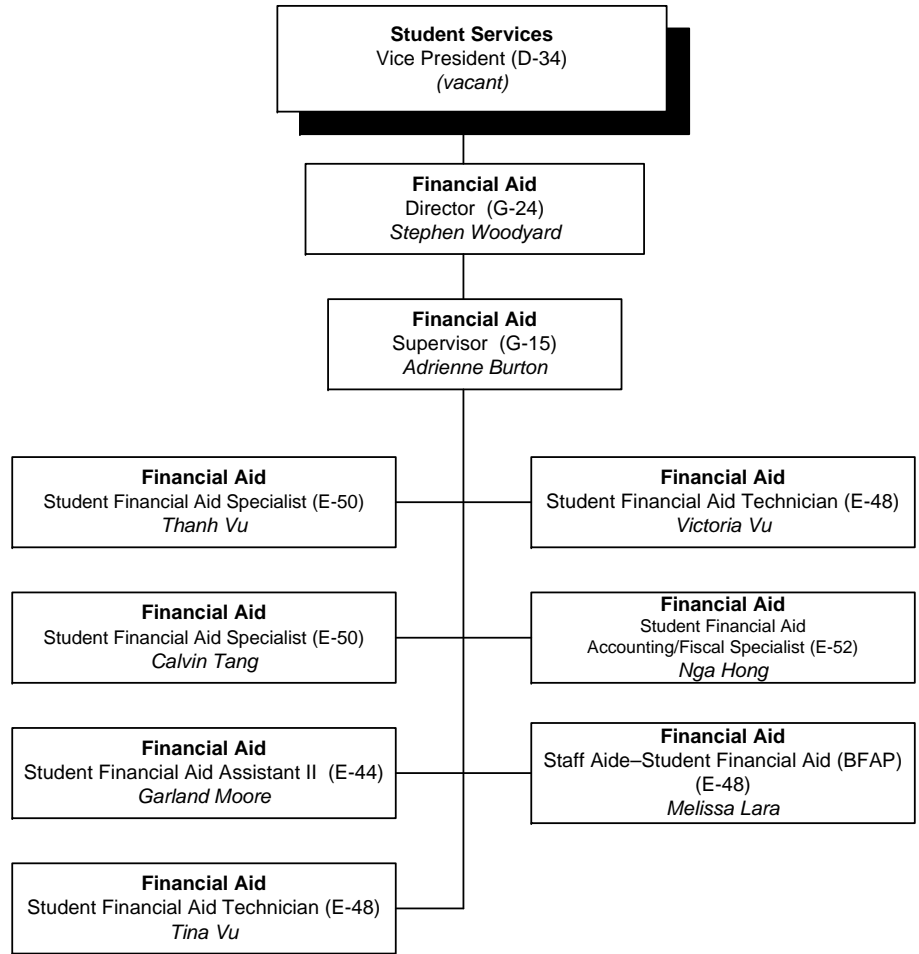 Student Services
Vice President (D-34)
(vacant)
Financial Aid
Director (G-24)
Stephen Woodyard
Financial Aid
Supervisor (G-15)
Adrienne Burton
Financial Aid
Student Financial Aid Specialist (E-50)
Thanh Vu
Financial Aid
Student Financial Aid Technician (E-48)
Victoria Vu
Financial Aid
Student Financial Aid Specialist (E-50)
Calvin Tang
Financial Aid
Student Financial Aid
Accounting/Fiscal Specialist (E-52)
Nga Hong
Financial Aid
Student Financial Aid Assistant II (E-44)
Garland Moore
Financial Aid
Staff Aide–Student Financial Aid (BFAP)
(E-48)
Melissa Lara
Financial Aid
Student Financial Aid Technician (E-48)
Tina Vu